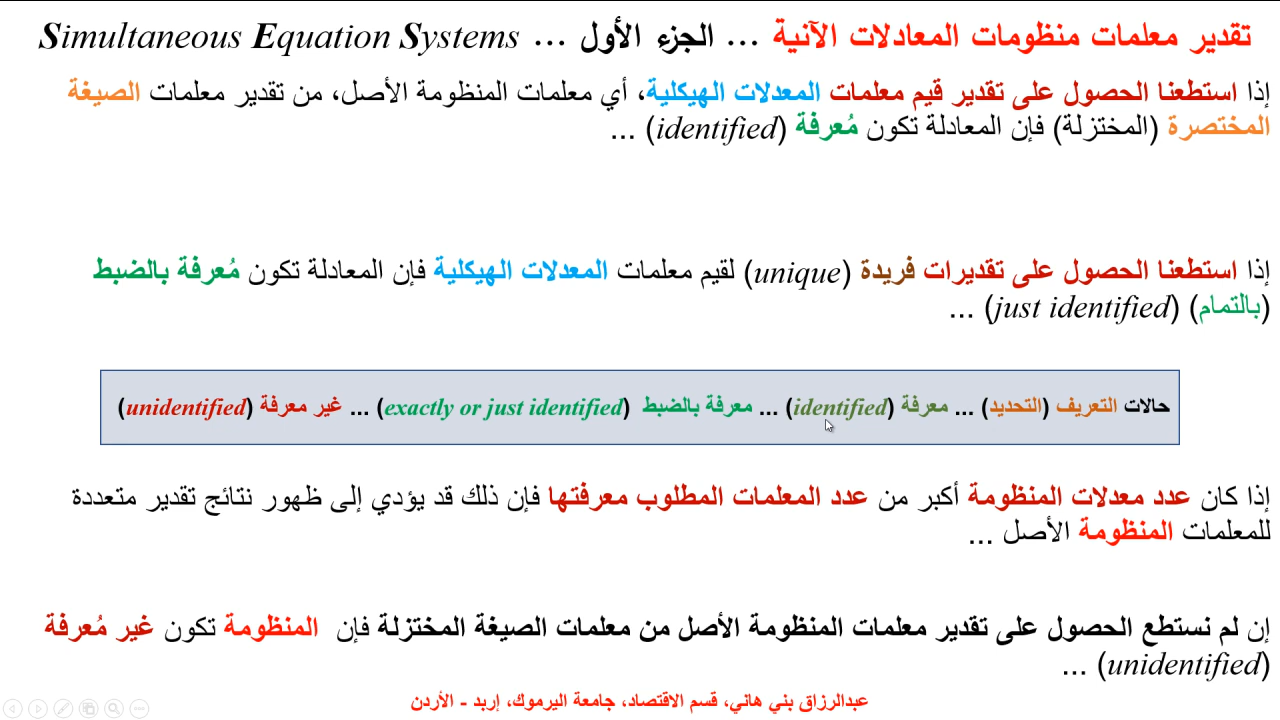 تقدير معلمات منظومات المعادلات الآنية ... الجزء الأول ... Simultaneous Equation Systems
إذا استطعنا الحصول على تقدير قيم معلمات المعدلات الهيكلية، أي معلمات المنظومة الأصل، من تقدير معلمات الصيغة
المختصرة (المختزلة) فإن المعادلة تكون مُعرفة (identified) ...
إذا استطعنا الحصول على تقديرات فريدة (unique) لقيم معلمات المعدلات الهيكلية فإن المعادلة تكون مُعرفة بالضبط
(بالتمام) (just identified) ...
حالات التعريف (التحديد) ... معرفة (identified) ... معرفة بالضبط (exactly or just identified) ... غير معرفة (unidentified)
إذا كان عدد معدلات المنظومة أكبر من عدد المعلمات المطلوب معرفتها فإن ذلك قد يؤدي إلى ظهور نتائج تقدير متعددة
للمعلمات المنظومة الأصل ...
إن لم نستطع الحصول على تقدير معلمات المنظومة الأصل من معلمات الصيغة المختزلة فإن المنظومة تكون غير مُعرفة
(unidentified) ...
عبدالرزاق بني هاني، قسم الاقتصاد، جامعة اليرموك، إربد - الأردن